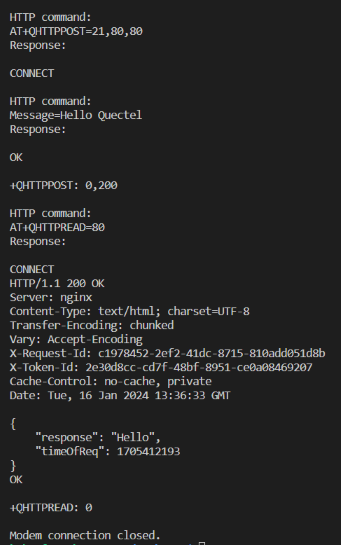 HTTP command:
AT+QHTTPPOST=21,80,80
Response:
CONNECT
HTTP command:
Message=Hello Quectel
Response:
OK
+QHTTPPOST: 0,200
HTTP command:
AT+QHTTPREAD=80
Response:
CONNECT
HTTP/1.1 200 OK
Server: nginx
Content-Type: text/html; charset=UTF-8
Transfer-Encoding: chunked
Vary: Accept-Encoding
X-Request-Id: c1978452-2ef2-41dc-8715-810add051d8b
X-Token-Id: 2e30d8cc-cd7f-48bf-8951-ce0a08469207
Cache-Control: no-cache, private
Date: Tue, 16 Jan 2024 13:36:33 GMT
{
    "response": "Hello",
    "timeOfReq": 1705412193
}
OK
+QHTTPREAD: 0
Modem connection closed.